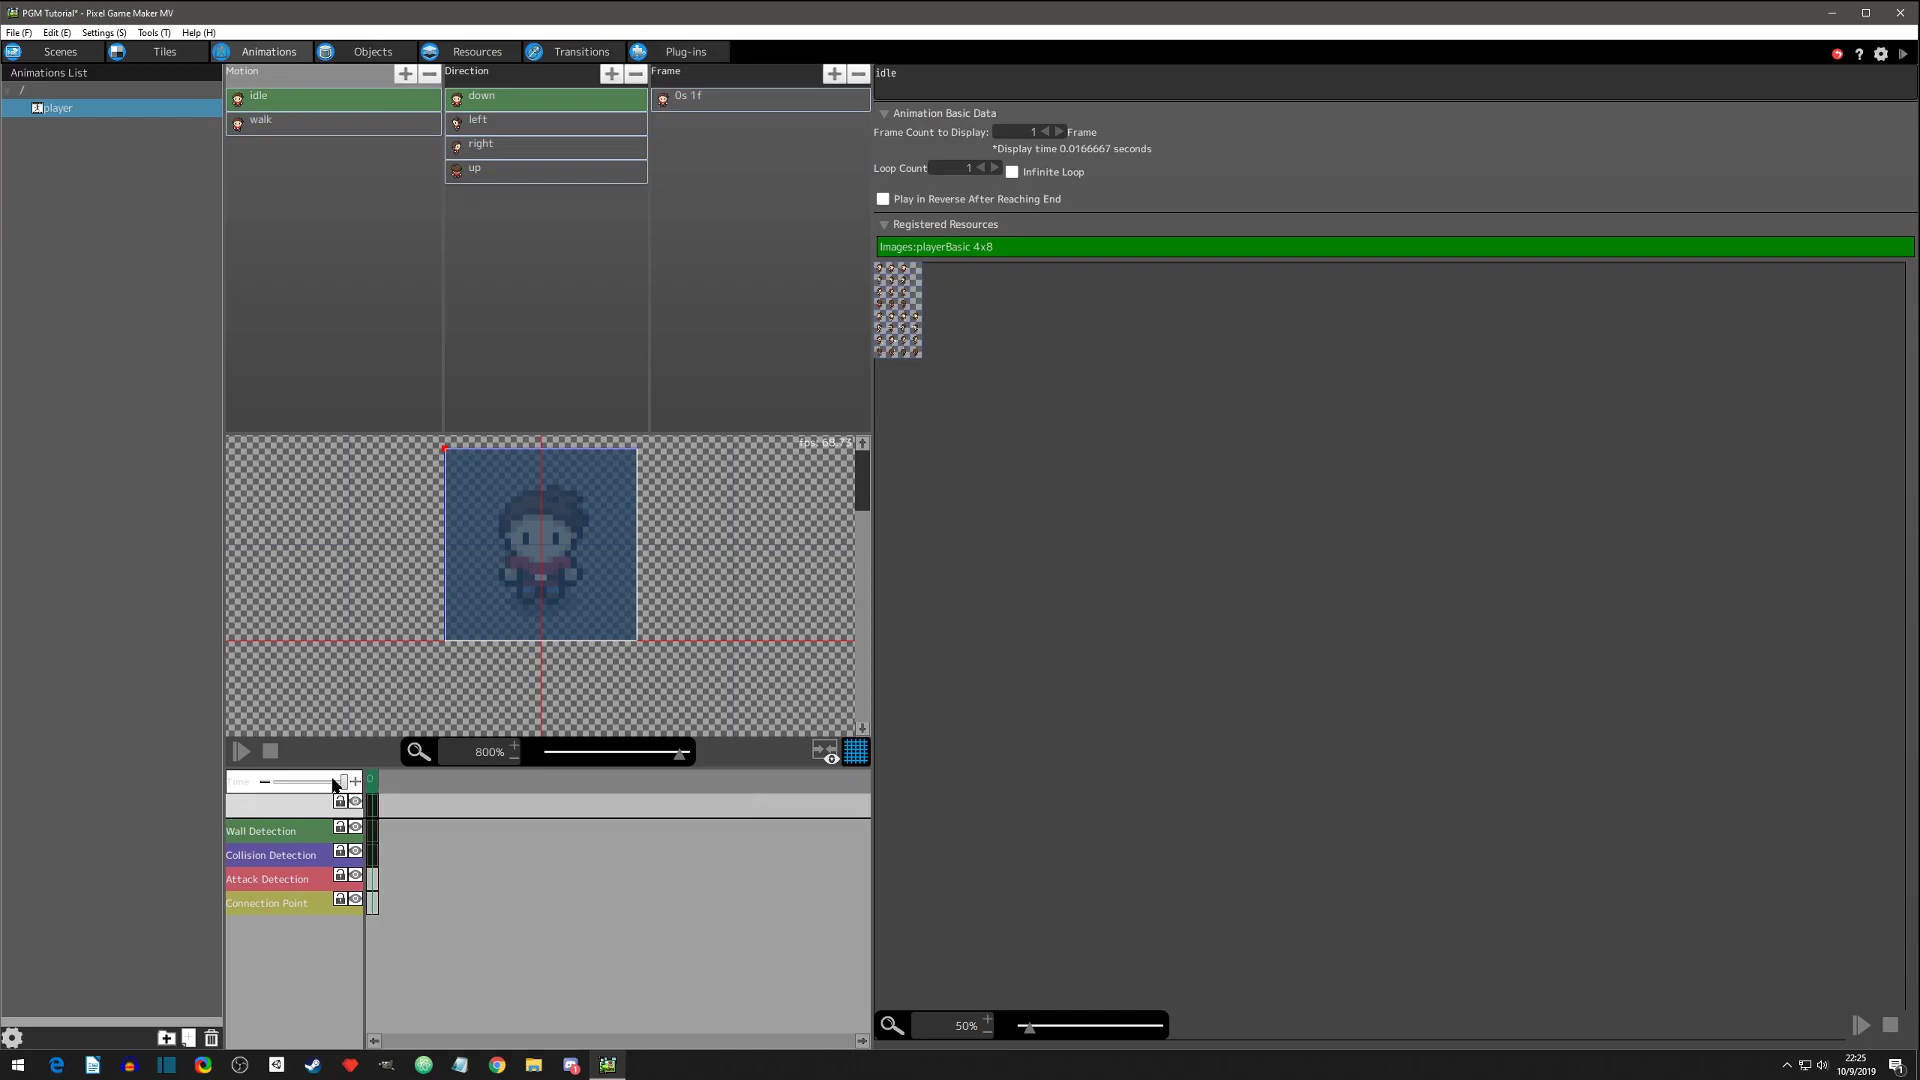 PGM Tutorial* - Pixel Game Maker MV
File (F) Edit (E) Settings (S) Tools (T) Help (H)
Scenes Tiles Animations Objects Resources Transitions Plug-ins
Animations List
/
player
Motion
idle
walk
Direction
down
left
right
up
Frame
0s 1f
idle
Animation Basic Data
Frame Count to Display: 1 Frame
*Display time 0.0166667 seconds
Loop Count 1 Infinite Loop
Play in Reverse After Reaching End
Registered Resources
Images:playerBasic 4x8
fps: 68.73
800%
Time 0
Wall Detection
Collision Detection
Attack Detection
Connection Point
50%
22:25
10/9/2019